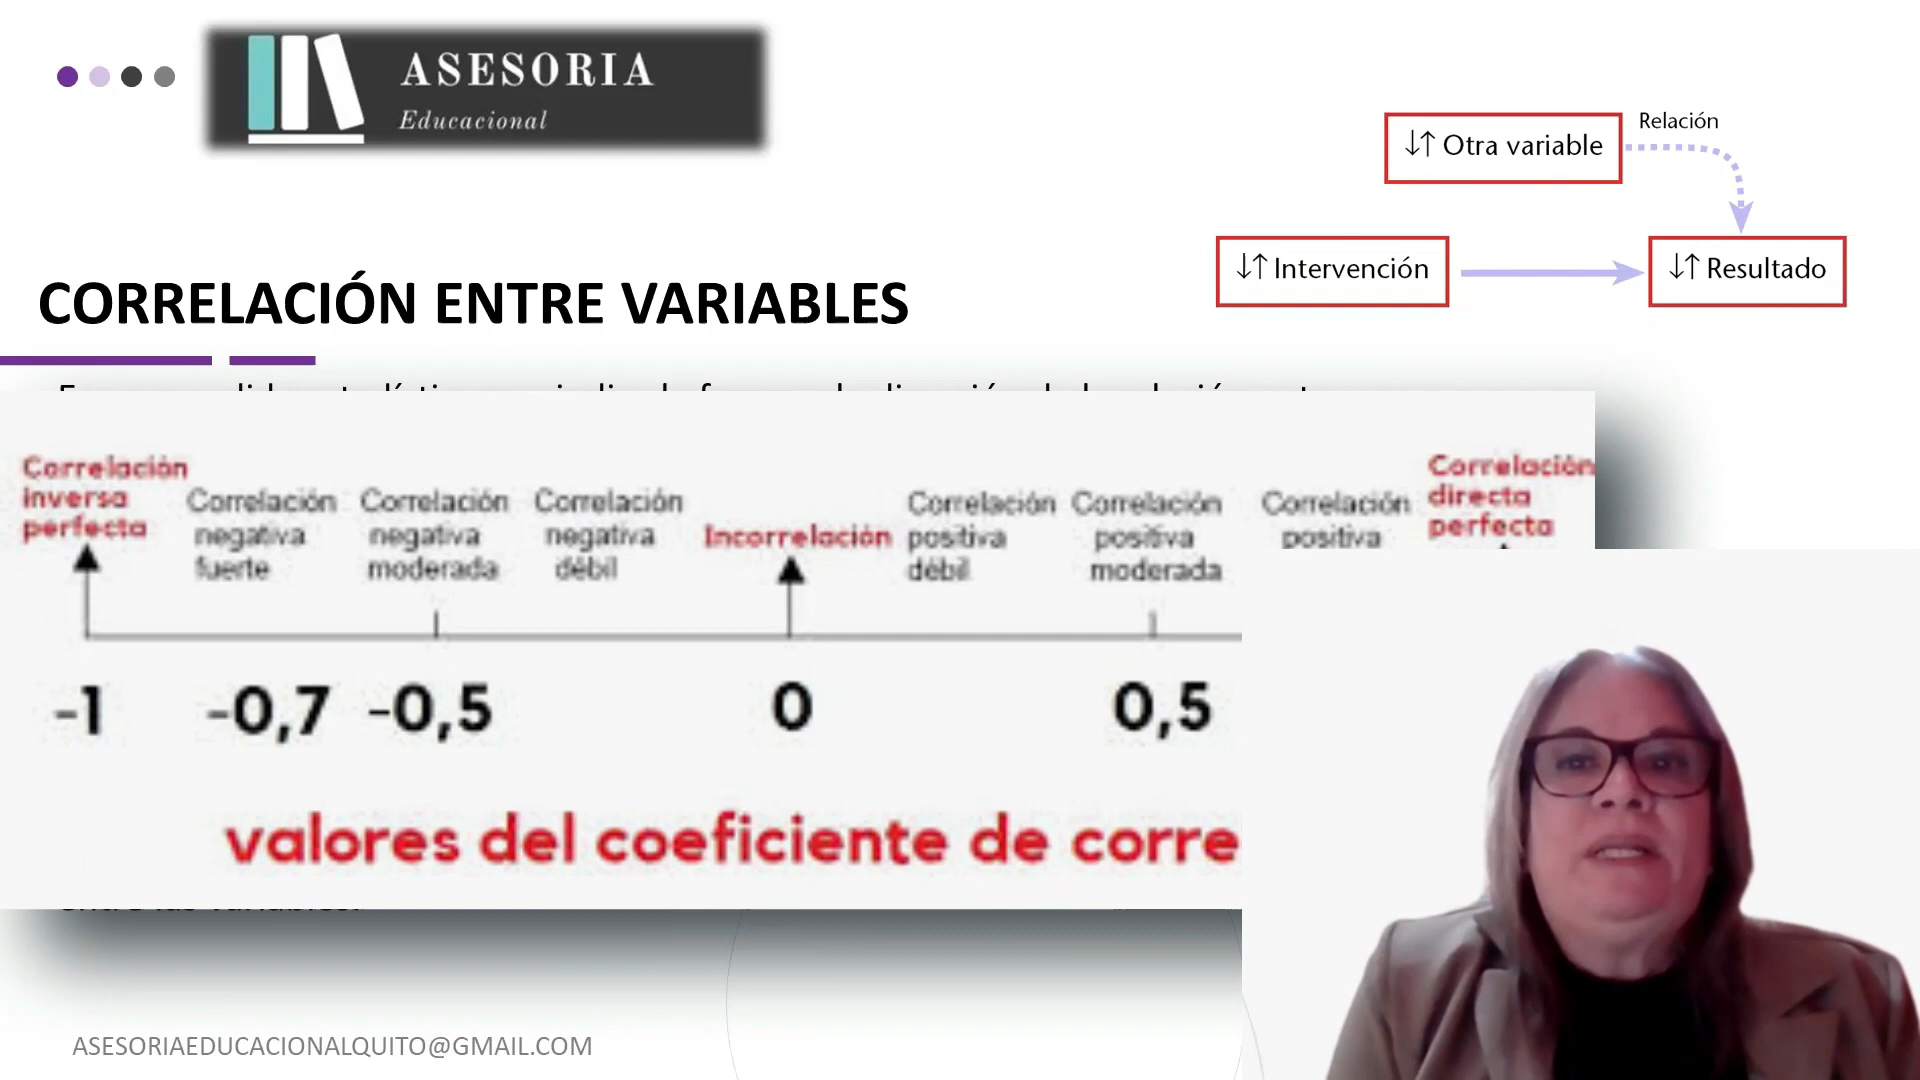 ASESORIA
Educacional
↓↑ Otra variable
Relación
↓↑ Intervención
↓↑ Resultado
CORRELACIÓN ENTRE VARIABLES
Correlación inversa perfecta
Correlación negativa fuerte
Correlación negativa moderada
Correlación negativa débil
Incorrelación
Correlación positiva débil
Correlación positiva moderada
Correlación positiva
Correlación directa perfecta
-1 -0,7 -0,5 0 0,5
valores del coeficiente de corre
ASESORIAEDUCACIONALQUITO@GMAIL.COM